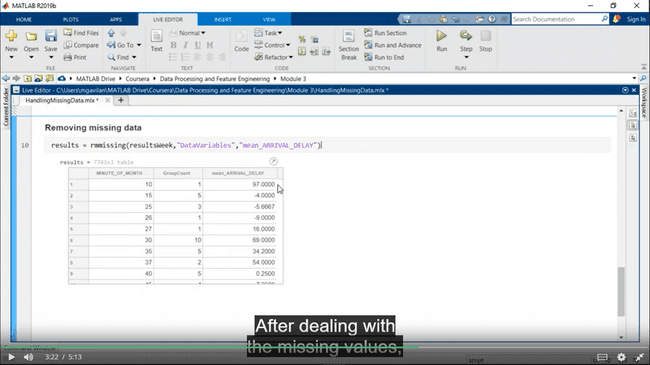 MATLAB R2019b
HOME PLOTS APPS LIVE EDITOR INSERT VIEW Search Documentation Sign In
New Open Save Find Files Compare Print Go To Find Text Normal B I U M Code Task Control Refactor Section Break Run Section Run and Advance Run to End Run Step Stop
FILE NAVIGATE TEXT CODE SECTION RUN
MATLAB Drive Coursera Data Processing and Feature Engineering Module 3
Live Editor - C:\Users\mgavilan\MATLAB Drive\Coursera\Data Processing and Feature Engineering\Module 3\HandlingMissingData.mlx *
HandlingMissingData.mlx *
Current Folder
Workspace
Removing missing data
10 results = rmmissing(resultsWeek,"DataVariables","mean_ARRIVAL_DELAY")
MINUTE_OF_MONTH GroupCount mean_ARRIVAL_DELAY
1 10 1 97.0000
2 15 5 -4.0000
3 25 3 -5.6667
4 26 1 -9.0000
5 27 1 16.0000
6 30 10 69.0000
7 35 5 34.2000
8 37 2 54.0000
9 40 5 0.2500
After dealing with
the missing values,
3:22 / 5:13
script